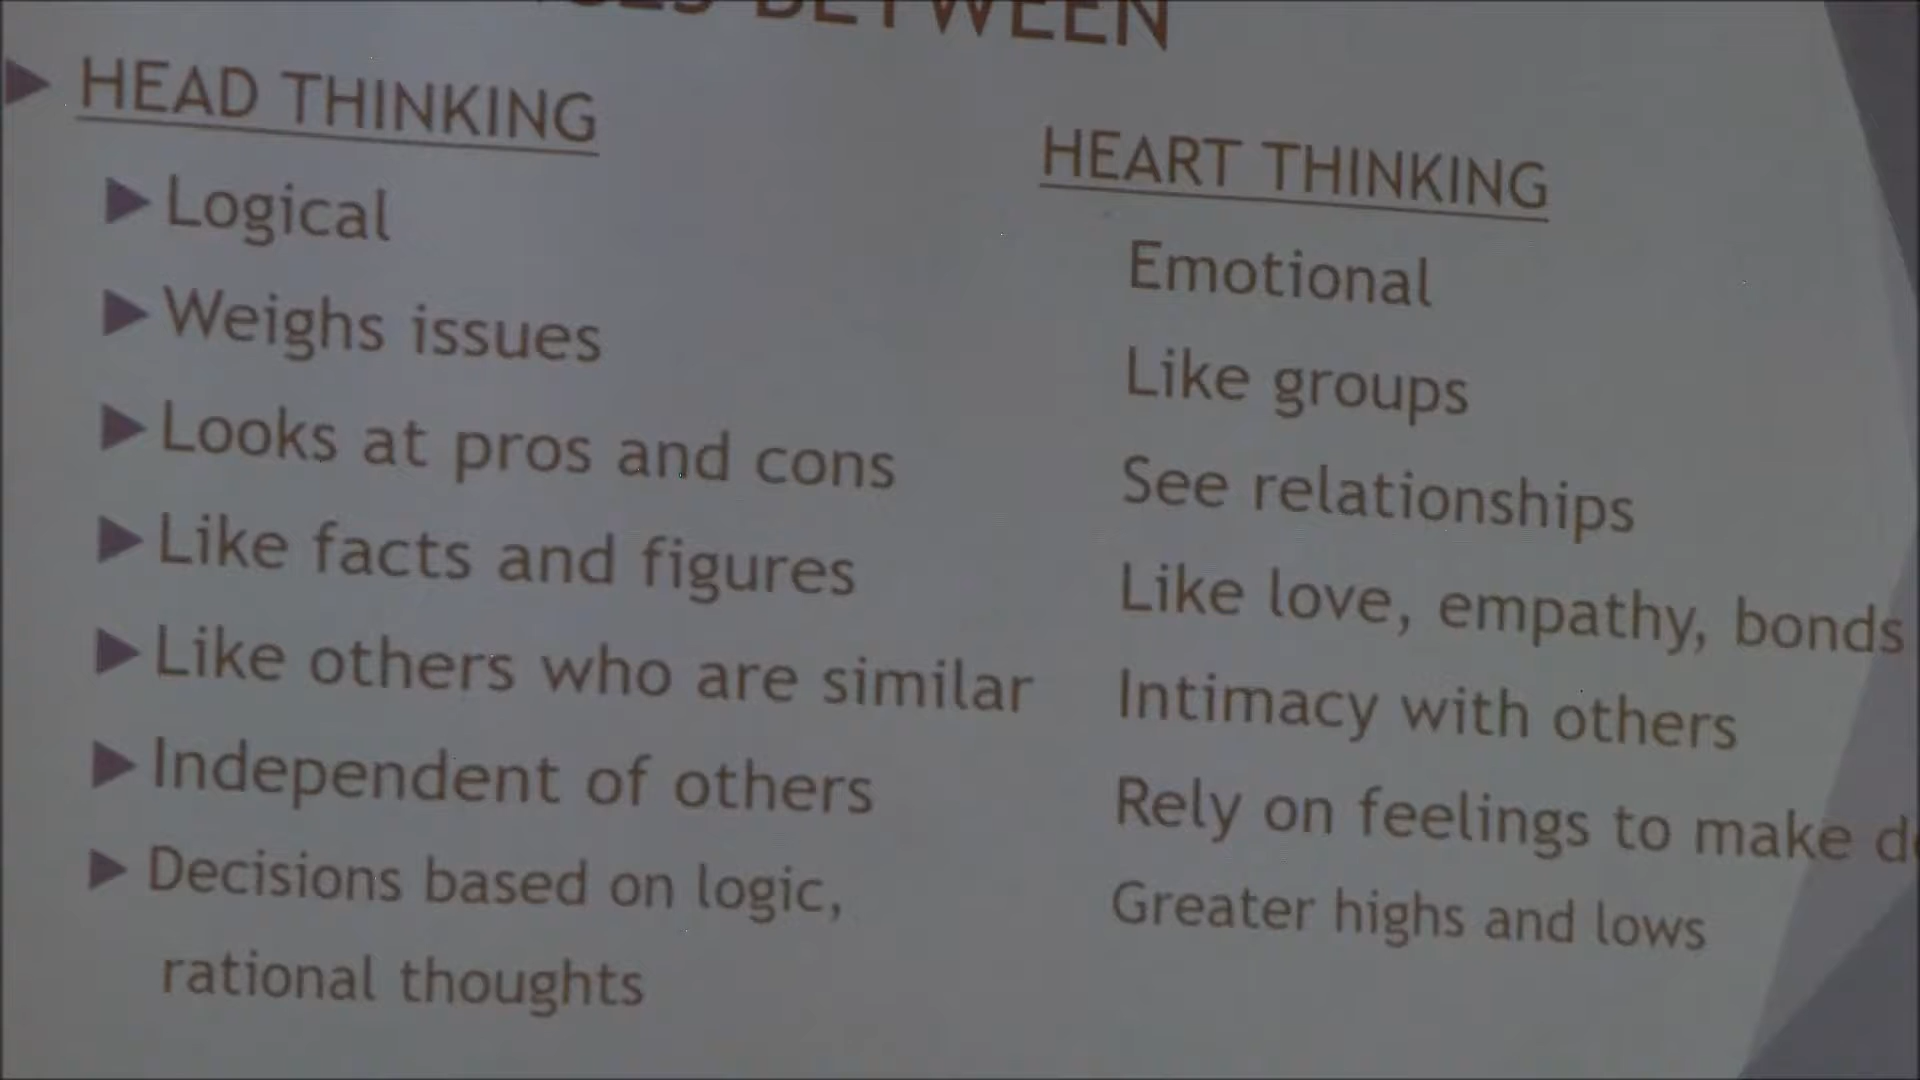 BETWEEN
HEAD THINKING
Logical
Weighs issues
Looks at pros and cons
Like facts and figures
Like others who are similar
Independent of others
Decisions based on logic,
rational thoughts
HEART THINKING
Emotional
Like groups
See relationships
Like love, empathy, bonds
Intimacy with others
Rely on feelings to make
Greater highs and lows